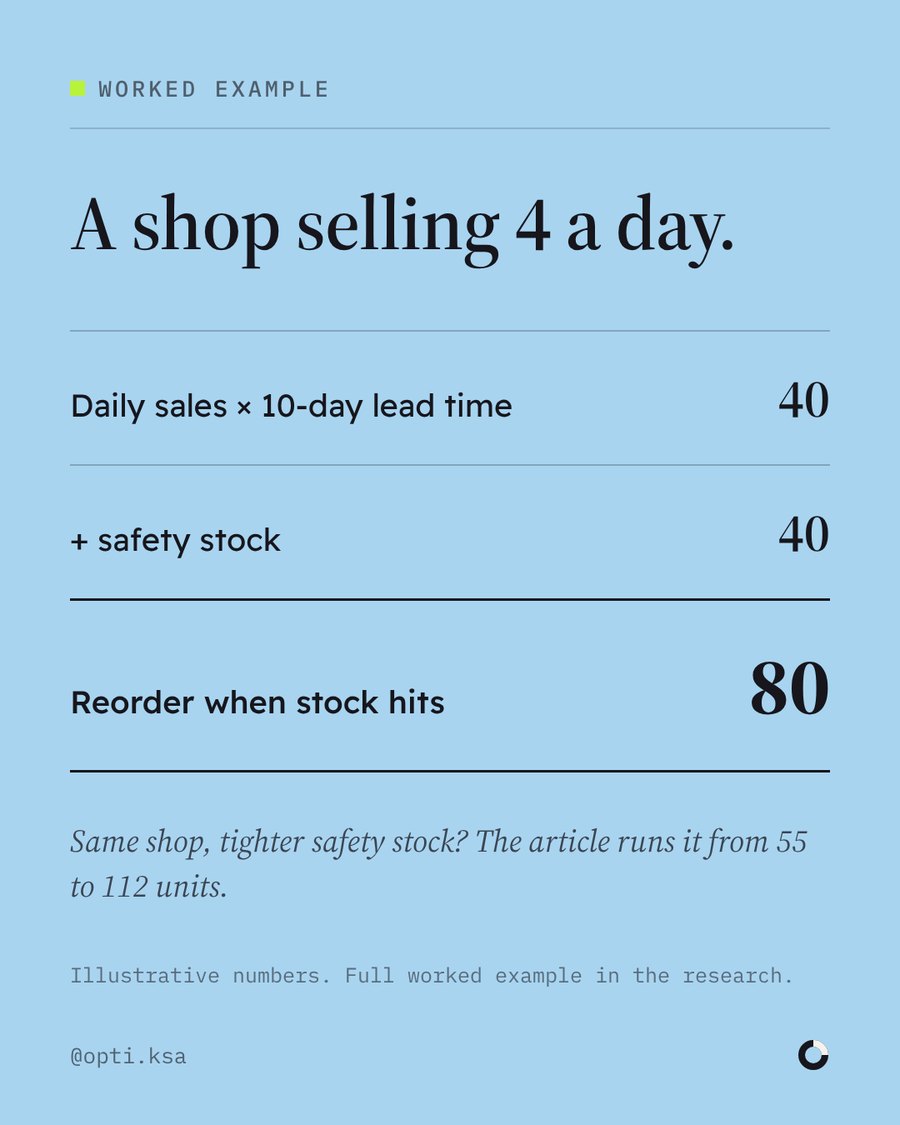 WORKED EXAMPLE
A shop selling 4 a day.
Daily sales × 10-day lead time 40
+ safety stock 40
Reorder when stock hits 80
Same shop, tighter safety stock? The article runs it from 55
to 112 units.
Illustrative numbers. Full worked example in the research.
@opti.ksa